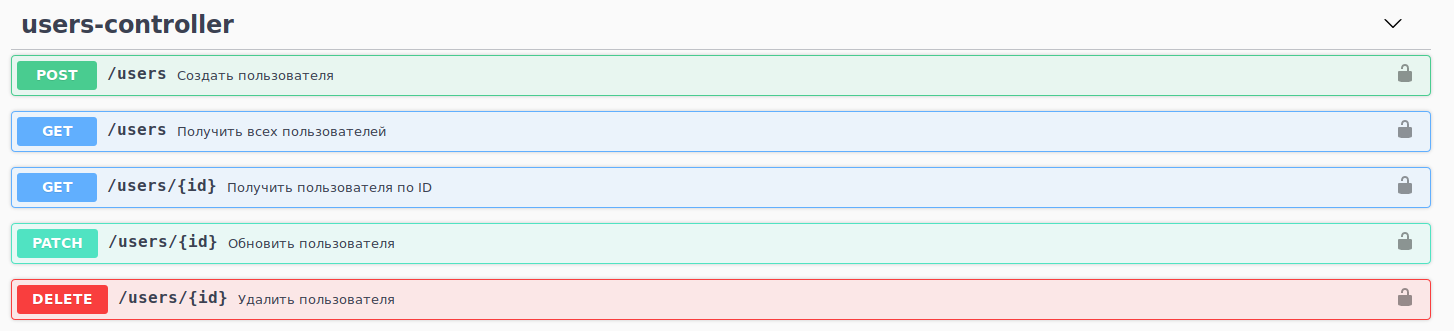 users-controller
POST /users Создать пользователя
GET /users Получить всех пользователей
GET /users/{id} Получить пользователя по ID
PATCH /users/{id} Обновить пользователя
DELETE /users/{id} Удалить пользователя